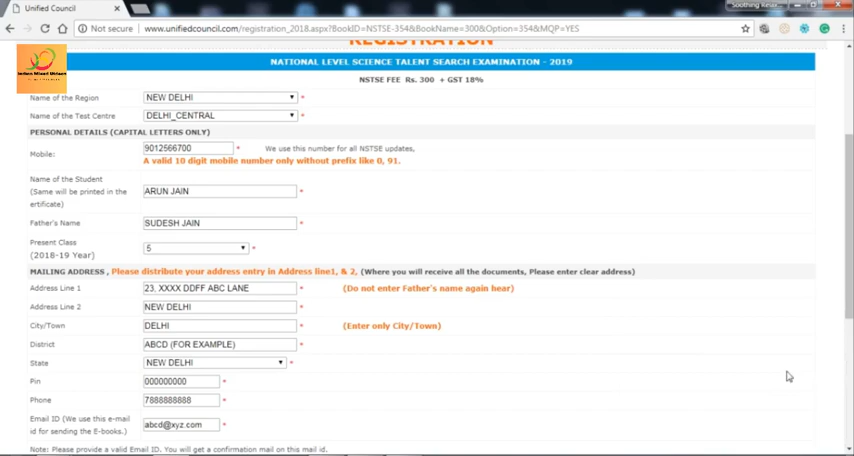 Unified Council
Soothing Relax...
Not secure www.unifiedcouncil.com/registration_2018.aspx?BookID=NSTSE-354&BookName=300&Option=354&MQP=YES
REGISTRATION
NATIONAL LEVEL SCIENCE TALENT SEARCH EXAMINATION - 2019
NSTSE FEE Rs. 300 + GST 18%
Name of the Region NEW DELHI *
Name of the Test Centre DELHI_CENTRAL *
PERSONAL DETAILS (CAPITAL LETTERS ONLY)
Mobile: 9012566700 * We use this number for all NSTSE updates,
A valid 10 digit mobile number only without prefix like 0, 91.
Name of the Student
(Same will be printed in the ARUN JAIN *
ertificate)
Father's Name SUDESH JAIN *
Present Class 5 *
(2018-19 Year)
MAILING ADDRESS , Please distribute your address entry in Address line1, & 2, (Where you will receive all the documents, Please enter clear address)
Address Line 1 23, XXXX DDFF ABC LANE * (Do not enter Father's name again hear)
Address Line 2 NEW DELHI *
City/Town DELHI * (Enter only City/Town)
District ABCD (FOR EXAMPLE) *
State NEW DELHI *
Pin 000000000 *
Phone 7888888888 *
Email ID (We use this e-mail abcd@xyz.com *
id for sending the E-books.)
Note: Please provide a valid Email ID. You will get a confirmation mail on this mail id.